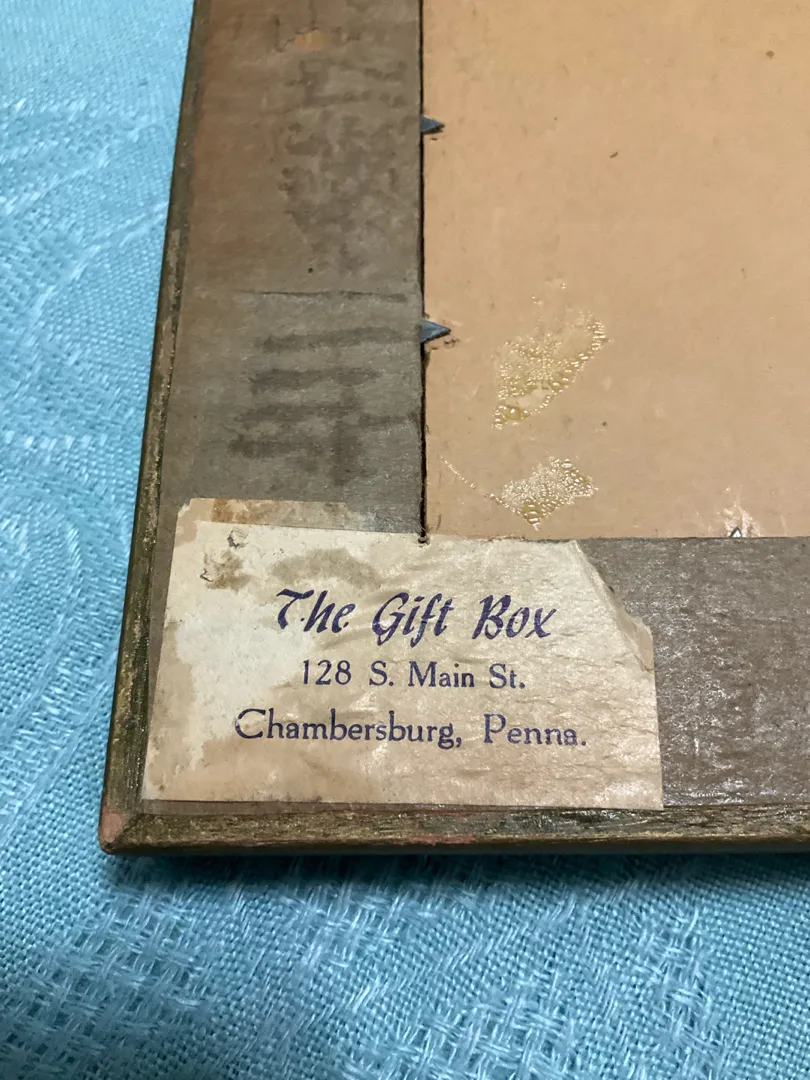 The Gift Box
128 S. Main St.
Chambersburg, Penna.